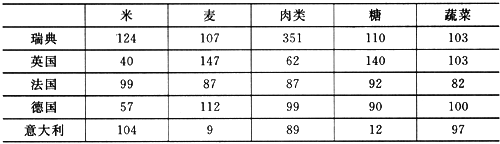 米 麦 肉类 糖 蔬菜
瑞典 124 107 351 110 103
英国 40 147 62 140 103
法国 99 87 87 92 82
德国 57 112 99 90 100
意大利 104 9 89 12 97